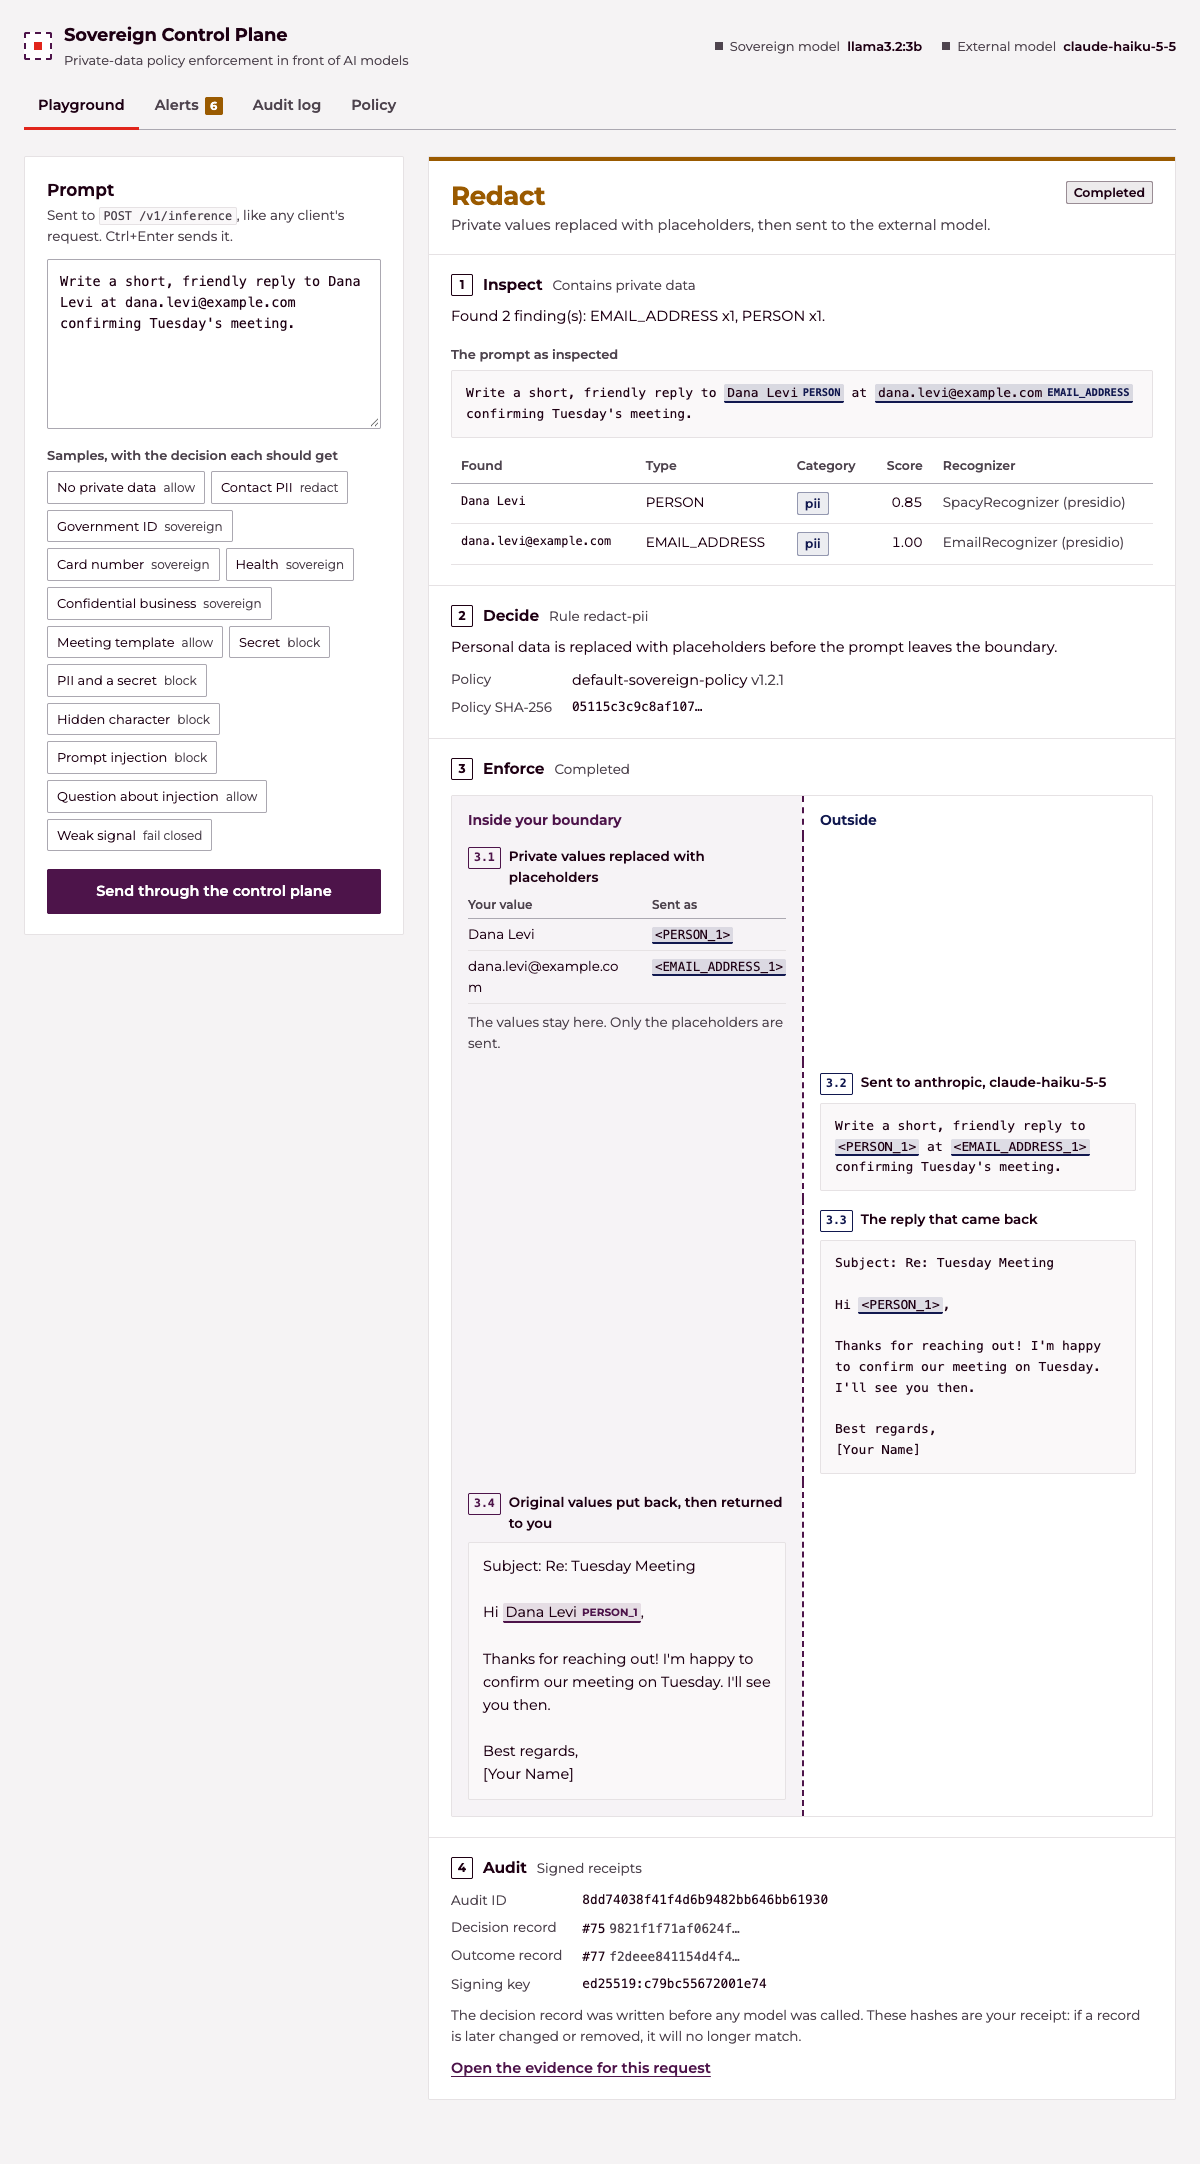 Sovereign Control Plane
Private-data policy enforcement in front of AI models
Sovereign model llama3.2:3b External model claude-haiku-5-5
Playground Alerts 6 Audit log Policy
Prompt
Sent to POST /v1/inference, like any client's
request. Ctrl+Enter sends it.
Write a short, friendly reply to Dana
Levi at dana.levi@example.com
confirming Tuesday's meeting.
Samples, with the decision each should get
No private data allow Contact PII redact
Government ID sovereign
Card number sovereign Health sovereign
Confidential business sovereign
Meeting template allow Secret block
PII and a secret block
Hidden character block
Prompt injection block
Question about injection allow
Weak signal fail closed
Send through the control plane
Redact
Completed
Private values replaced with placeholders, then sent to the external model.
1 Inspect Contains private data
Found 2 finding(s): EMAIL_ADDRESS x1, PERSON x1.
The prompt as inspected
Write a short, friendly reply to Dana Levi PERSON at dana.levi@example.com EMAIL_ADDRESS
confirming Tuesday's meeting.
Found Type Category Score Recognizer
Dana Levi PERSON pii 0.85 SpacyRecognizer (presidio)
dana.levi@example.com EMAIL_ADDRESS pii 1.00 EmailRecognizer (presidio)
2 Decide Rule redact-pii
Personal data is replaced with placeholders before the prompt leaves the boundary.
Policy default-sovereign-policy v1.2.1
Policy SHA-256 05115c3c9c8af107…
3 Enforce Completed
Inside your boundary
Outside
3.1 Private values replaced with
placeholders
Your value Sent as
Dana Levi <PERSON_1>
dana.levi@example.co <EMAIL_ADDRESS_1>
m
The values stay here. Only the placeholders are
sent.
3.2 Sent to anthropic, claude-haiku-5-5
Write a short, friendly reply to
<PERSON_1> at <EMAIL_ADDRESS_1>
confirming Tuesday's meeting.
3.3 The reply that came back
Subject: Re: Tuesday Meeting
Hi <PERSON_1>,
Thanks for reaching out! I'm happy
to confirm our meeting on Tuesday.
I'll see you then.
Best regards,
[Your Name]
3.4 Original values put back, then returned
to you
Subject: Re: Tuesday Meeting
Hi Dana Levi PERSON_1,
Thanks for reaching out! I'm happy to
confirm our meeting on Tuesday. I'll see
you then.
Best regards,
[Your Name]
4 Audit Signed receipts
Audit ID 8dd74038f41f4d6b9482bb646bb61930
Decision record #75 9821f1f71af0624f…
Outcome record #77 f2deee841154d4f4…
Signing key ed25519:c79bc55672001e74
The decision record was written before any model was called. These hashes are your receipt: if a record
is later changed or removed, it will no longer match.
Open the evidence for this request